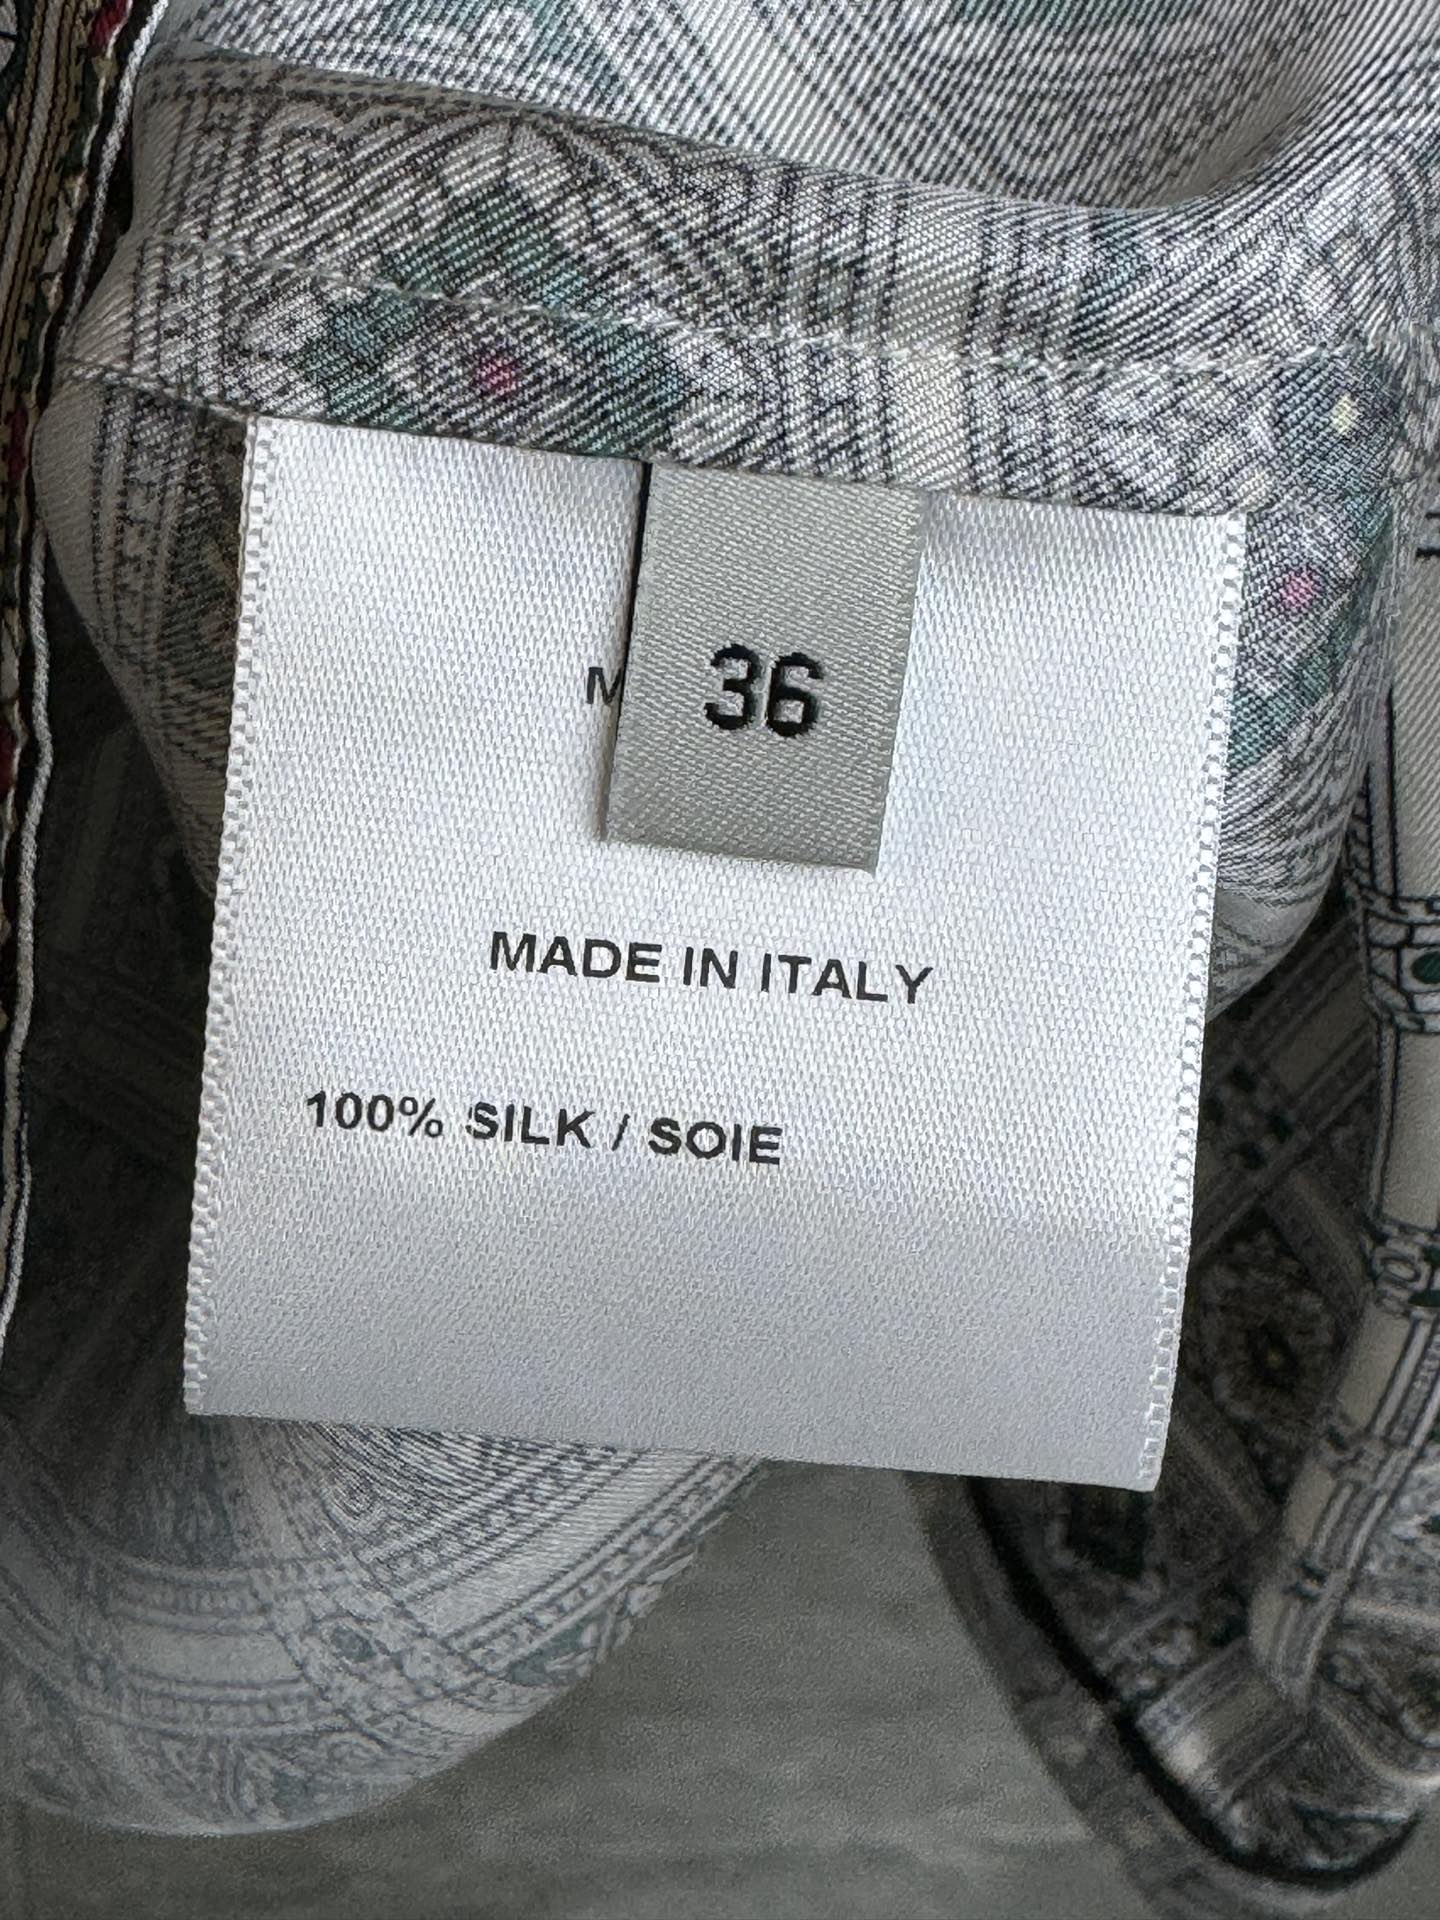 36
MADE IN ITALY
100% SILK / SOIE